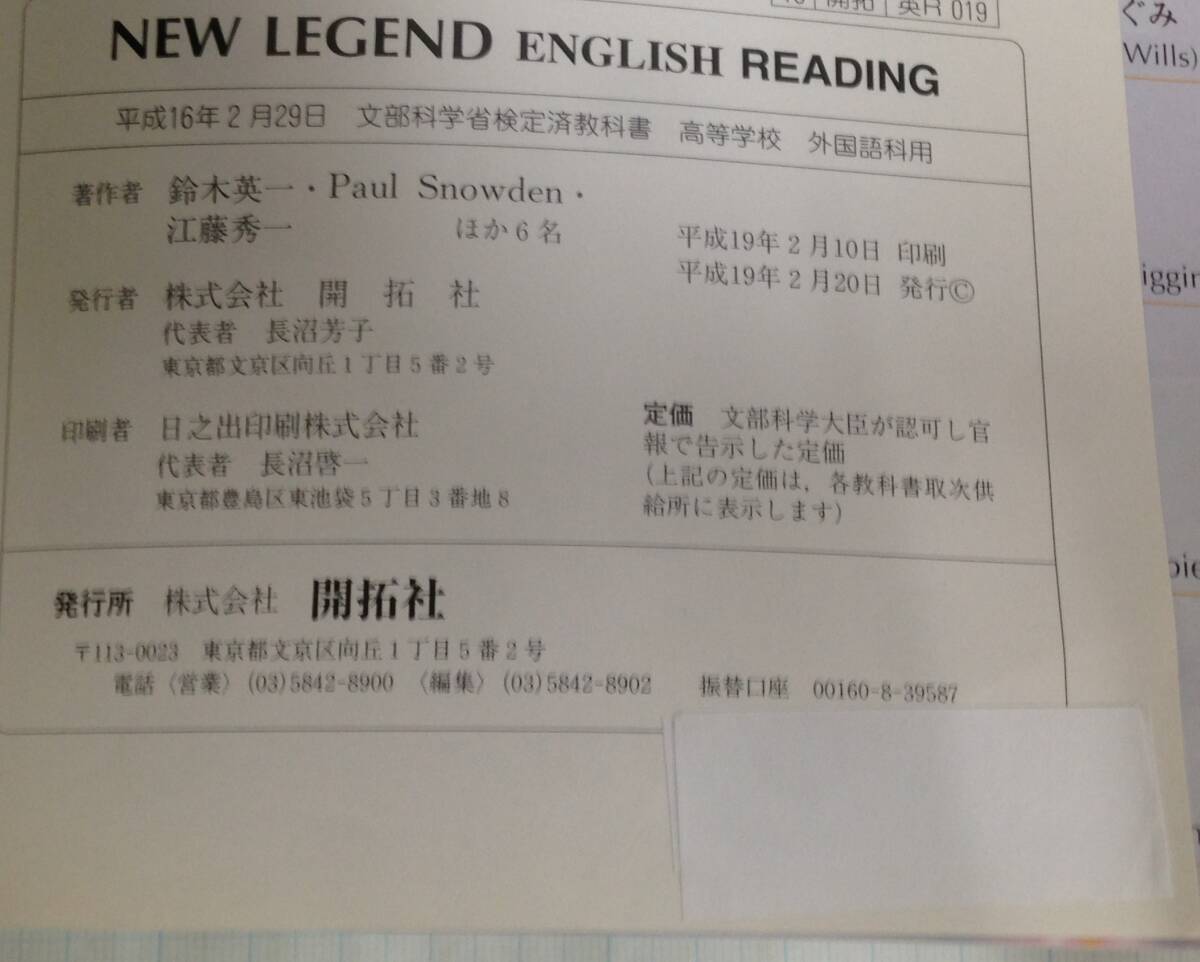 開拓 英R 019
NEW LEGEND ENGLISH READING
平成16年2月29日 文部科学省検定済教科書 高等学校 外国語科用
著作者 鈴木英一・Paul Snowden・
江藤秀一 ほか6名
平成19年2月10日 印刷
平成19年2月20日 発行©
発行者 株式会社 開拓社
代表者 長沼芳子
東京都文京区向丘1丁目5番2号
印刷者 日之出印刷株式会社
代表者 長沼啓一
東京都豊島区東池袋5丁目3番地8
定価 文部科学大臣が認可し官
報で告示した定価
(上記の定価は，各教科書取次供
給所に表示します)
発行所 株式会社 開拓社
〒113-0023 東京都文京区向丘1丁目5番2号
電話〈営業〉(03)5842-8900 〈編集〉(03)5842-8902 振替口座 00160-8-39587
ぐみ
Wills)